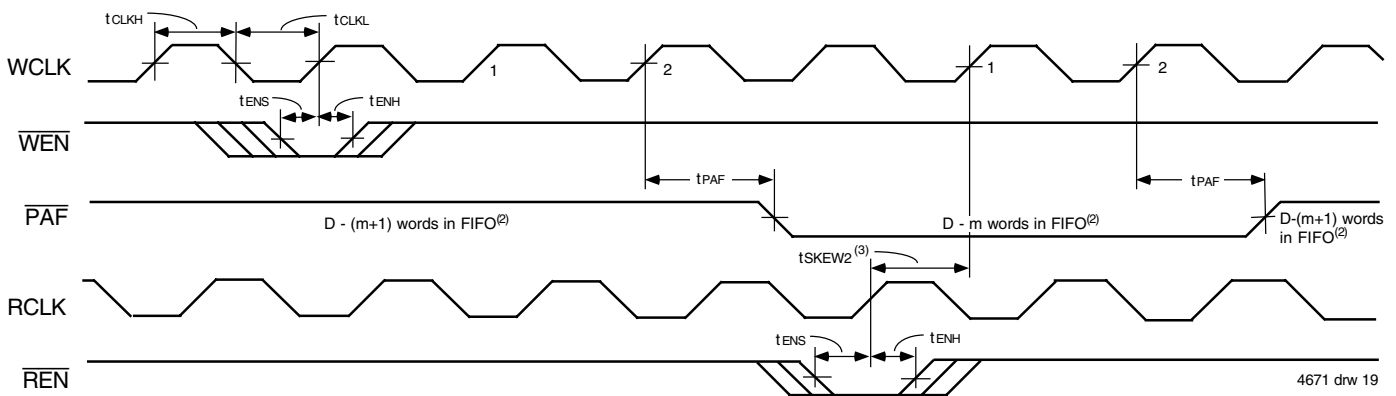 tCLKH
tCLKL
WCLK
1
2
1
2
tENS
tENH
WEN
tPAF
tPAF
PAF
D - (m+1) words in FIFO(2)
D - m words in FIFO(2)
D-(m+1) words
in FIFO(2)
tSKEW2(3)
RCLK
tENS
tENH
REN
4671 drw 19